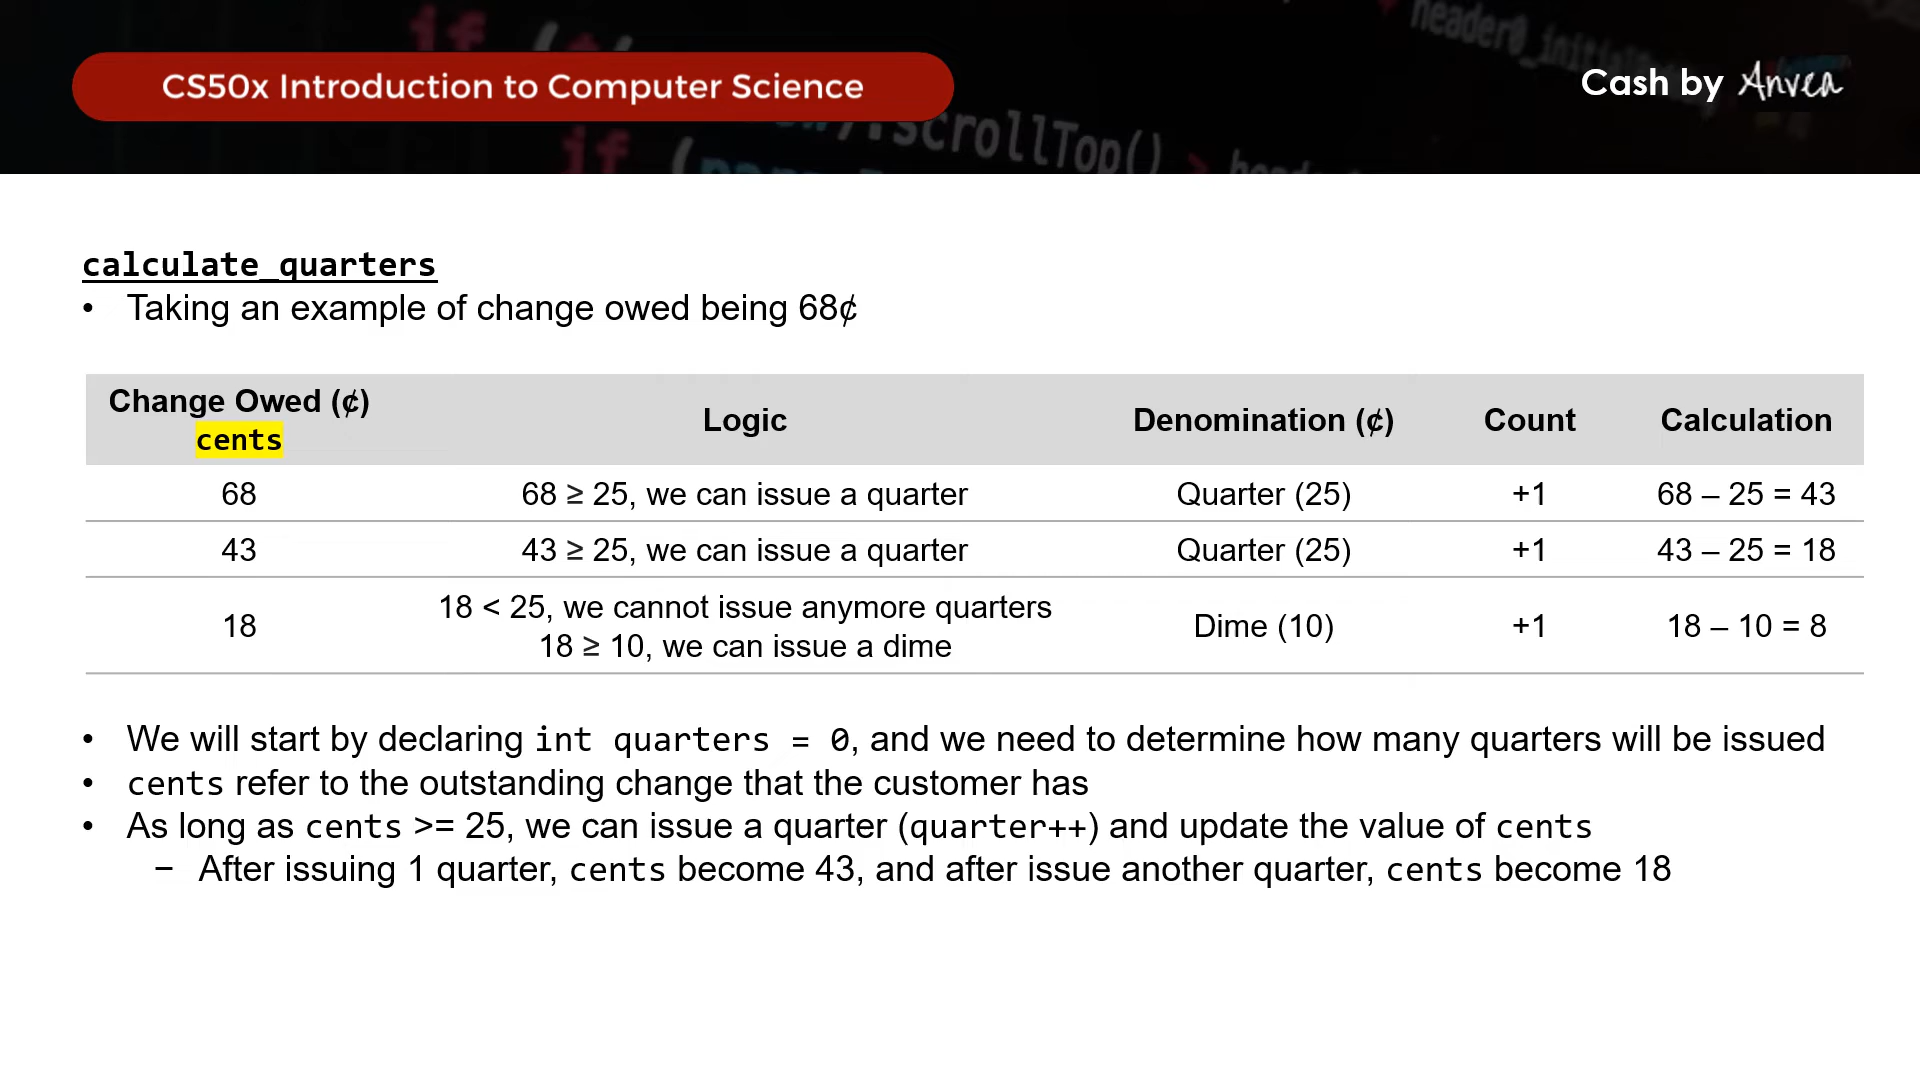 if (
header0_initial
CS50x Introduction to Computer Science
Cash by Anvea
.scrollTop() > heade
if (
calculate_quarters
• Taking an example of change owed being 68¢
Change Owed (¢)
cents
Logic
Denomination (¢)
Count
Calculation
68
68 ≥ 25, we can issue a quarter
Quarter (25)
+1
68 – 25 = 43
43
43 ≥ 25, we can issue a quarter
Quarter (25)
+1
43 – 25 = 18
18
18 < 25, we cannot issue anymore quarters
18 ≥ 10, we can issue a dime
Dime (10)
+1
18 – 10 = 8
• We will start by declaring int quarters = 0, and we need to determine how many quarters will be issued
• cents refer to the outstanding change that the customer has
• As long as cents >= 25, we can issue a quarter (quarter++) and update the value of cents
– After issuing 1 quarter, cents become 43, and after issue another quarter, cents become 18